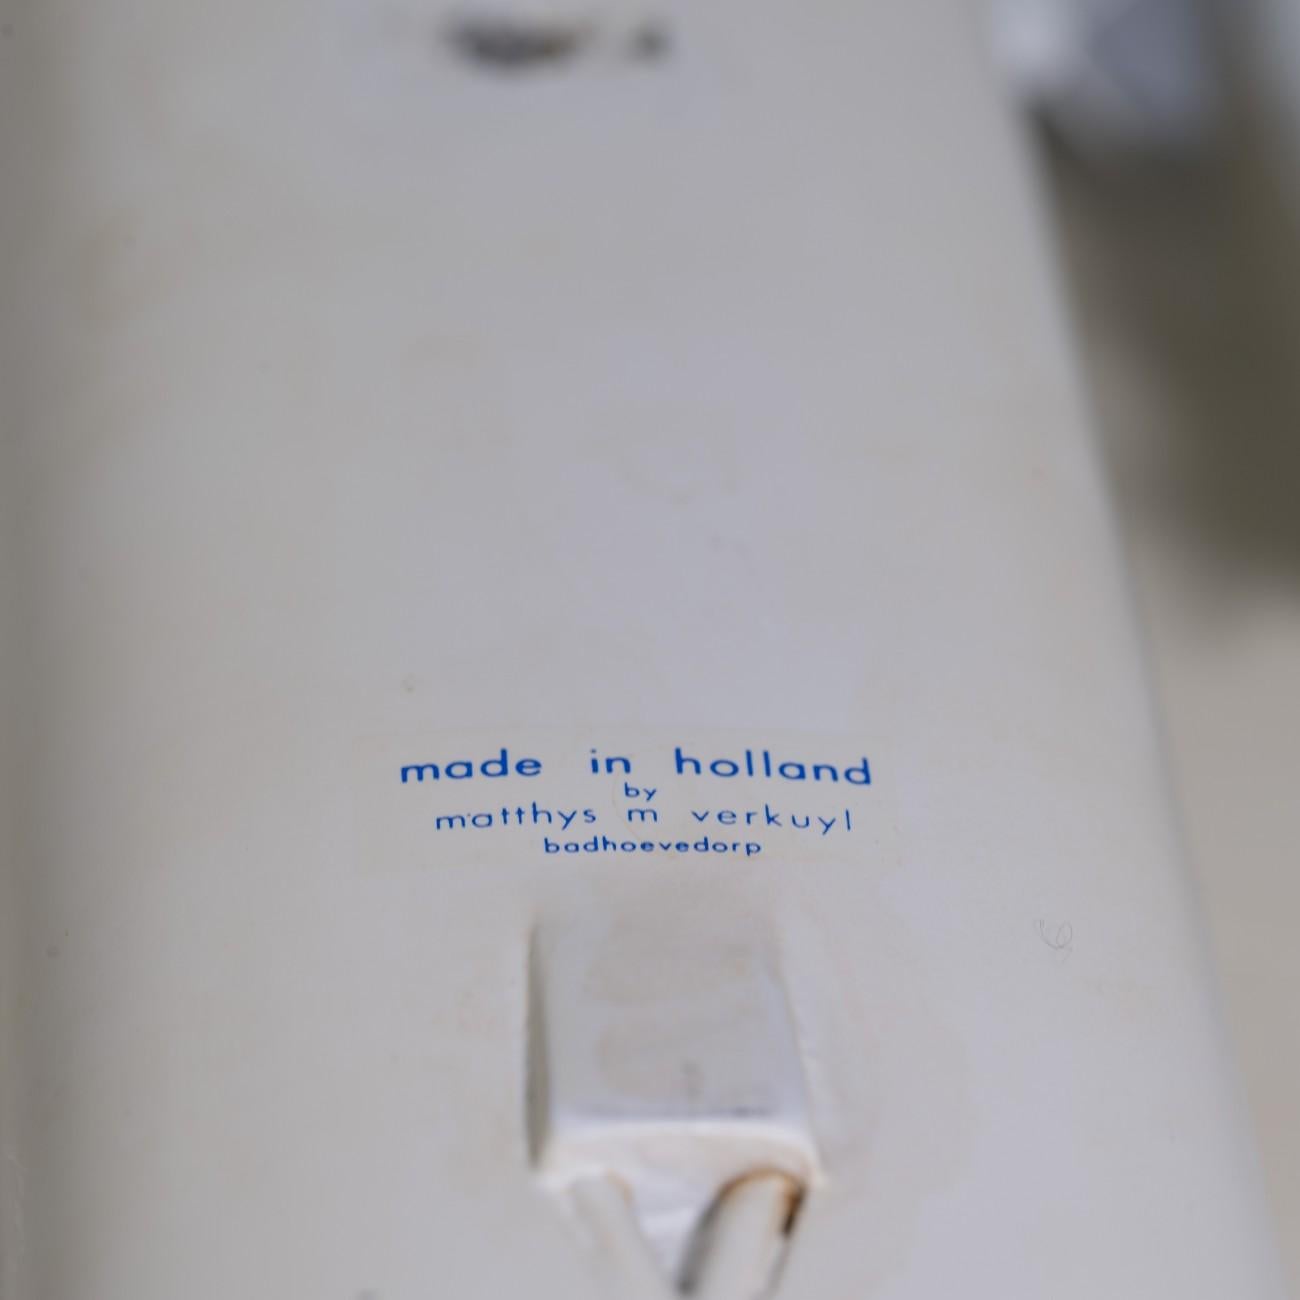 made in holland
by
matthys m verkuyl
badhoevedorp